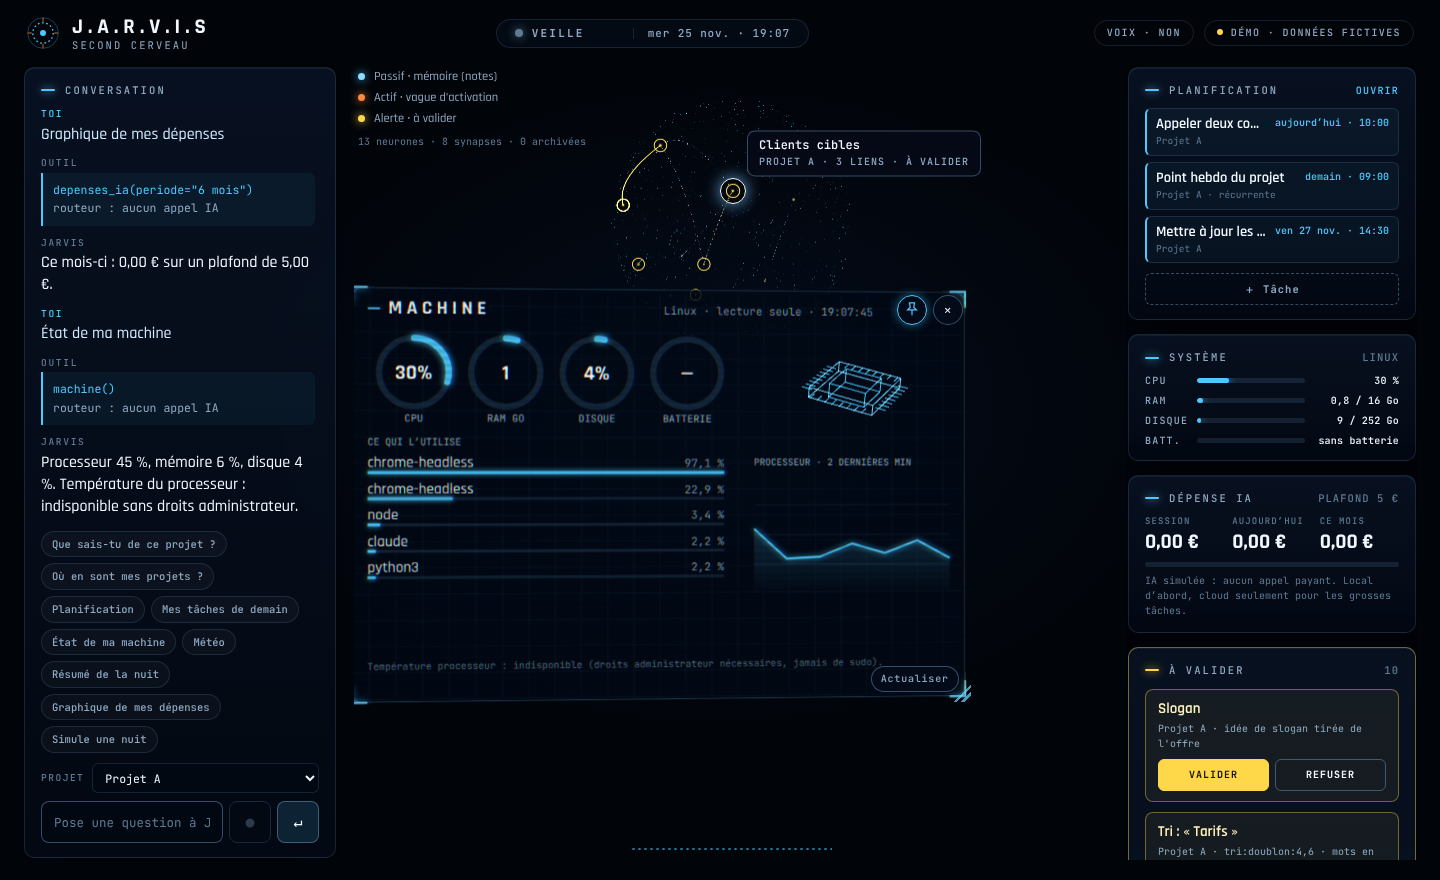 J.A.R.V.I.S
SECOND CERVEAU
VEILLE
mer 25 nov. · 19:07
VOIX · NON
DÉMO · DONNÉES FICTIVES
CONVERSATION
TOI
Graphique de mes dépenses
OUTIL
depenses_ia(periode="6 mois")
routeur : aucun appel IA
JARVIS
Ce mois-ci : 0,00 € sur un plafond de 5,00
€.
TOI
État de ma machine
OUTIL
machine()
routeur : aucun appel IA
JARVIS
Processeur 45 %, mémoire 6 %, disque 4
%. Température du processeur :
indisponible sans droits administrateur.
Que sais-tu de ce projet ?
Où en sont mes projets ?
Planification
Mes tâches de demain
État de ma machine
Météo
Résumé de la nuit
Graphique de mes dépenses
Simule une nuit
PROJET
Projet A
Pose une question à J
↵
Passif · mémoire (notes)
Actif · vague d'activation
Alerte · à valider
13 neurones · 8 synapses · 0 archivées
Clients cibles
PROJET A · 3 LIENS · À VALIDER
MACHINE
Linux · lecture seule · 19:07:45
×
30%
CPU
1
RAM GO
4%
DISQUE
—
BATTERIE
CE QUI L'UTILISE
chrome-headless
97,1 %
chrome-headless
22,9 %
node
3,4 %
claude
2,2 %
python3
2,2 %
PROCESSEUR · 2 DERNIÈRES MIN
Température processeur : indisponible (droits administrateur nécessaires, jamais de sudo).
Actualiser
PLANIFICATION
OUVRIR
Appeler deux co…
aujourd'hui · 10:00
Projet A
Point hebdo du projet
demain · 09:00
Projet A · récurrente
Mettre à jour les …
ven 27 nov. · 14:30
Projet A
+ Tâche
SYSTÈME
LINUX
CPU
30 %
RAM
0,8 / 16 Go
DISQUE
9 / 252 Go
BATT.
sans batterie
DÉPENSE IA
PLAFOND 5 €
SESSION
AUJOURD'HUI
CE MOIS
0,00 €
0,00 €
0,00 €
IA simulée : aucun appel payant. Local
d'abord, cloud seulement pour les grosses
tâches.
À VALIDER
10
Slogan
Projet A · idée de slogan tirée de
l'offre
VALIDER
REFUSER
Tri : « Tarifs »
Projet A · tri:doublon:4,6 · mots en